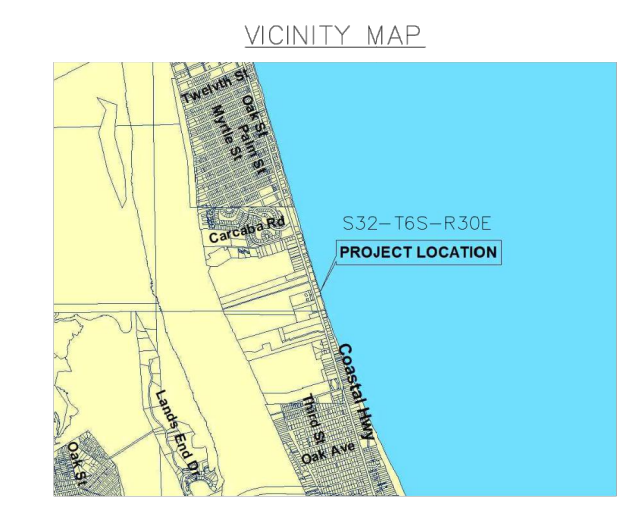 VICINITY MAP
Twelvth St
Oak St
Palm St
Myrtle St
S32-T6S-R30E
Carcaba Rd
PROJECT LOCATION
Coastal Hwy
Lands End Dr
Third St
Oak Ave
Oak St